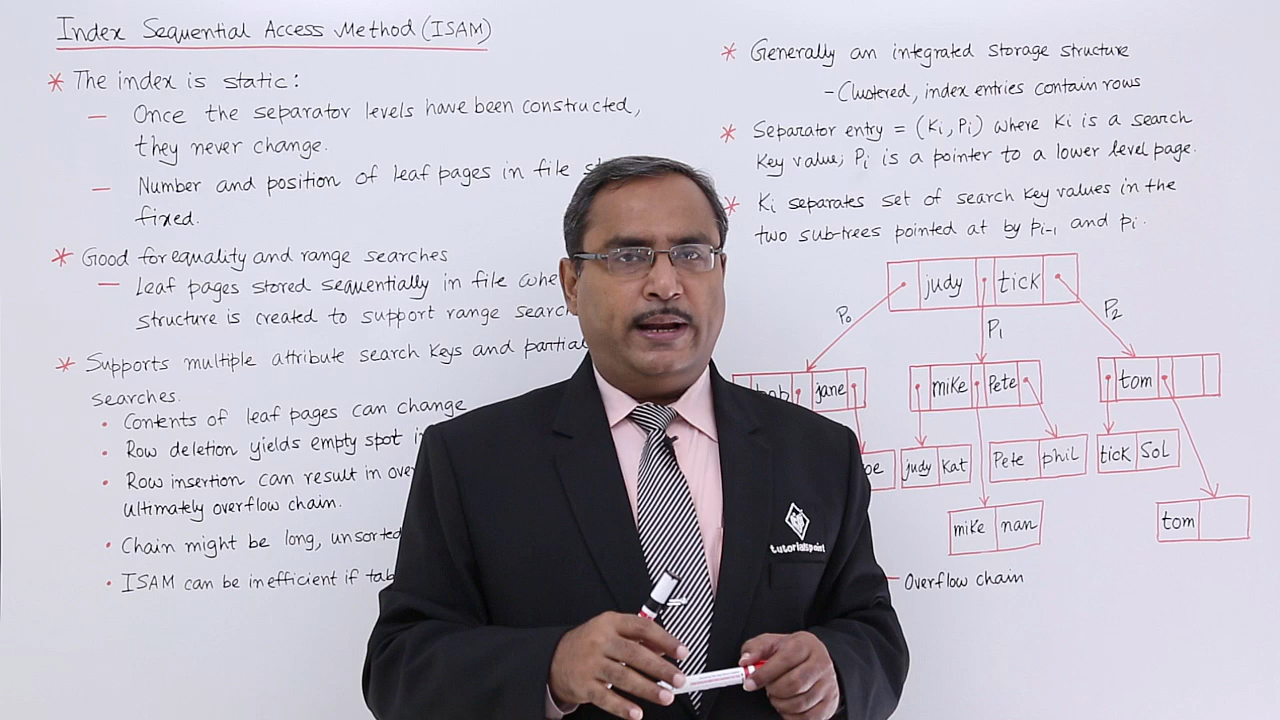 Index Sequential Access Method (ISAM)
* The index is static:
— Once the separator levels have been constructed,
they never change.
— Number and position of leaf pages in file
fixed.
* Good for equality and range searches
— Leaf pages stored sequentially in file
structure is created to support range
* Supports multiple attribute search keys and
searches.
• Contents of leaf pages can change
• Row deletion yields empty spot
• Row insertion can result in
ultimately overflow chain.
• Chain might be long, unsorted
• ISAM can be inefficient if
* Generally an integrated storage structure
- Clustered, index entries contain rows
* Separator entry = (Ki, Pi) where Ki is a search
key value; Pi is a pointer to a lower level page.
* Ki separates set of search key values in the
two sub-trees pointed at by pi-1 and pi.
judy tick
P0 P1 P2
jane mike Pete tom
judy Kat Pete phil tick Sol
mike nan tom
— Overflow chain
tutorialspoint